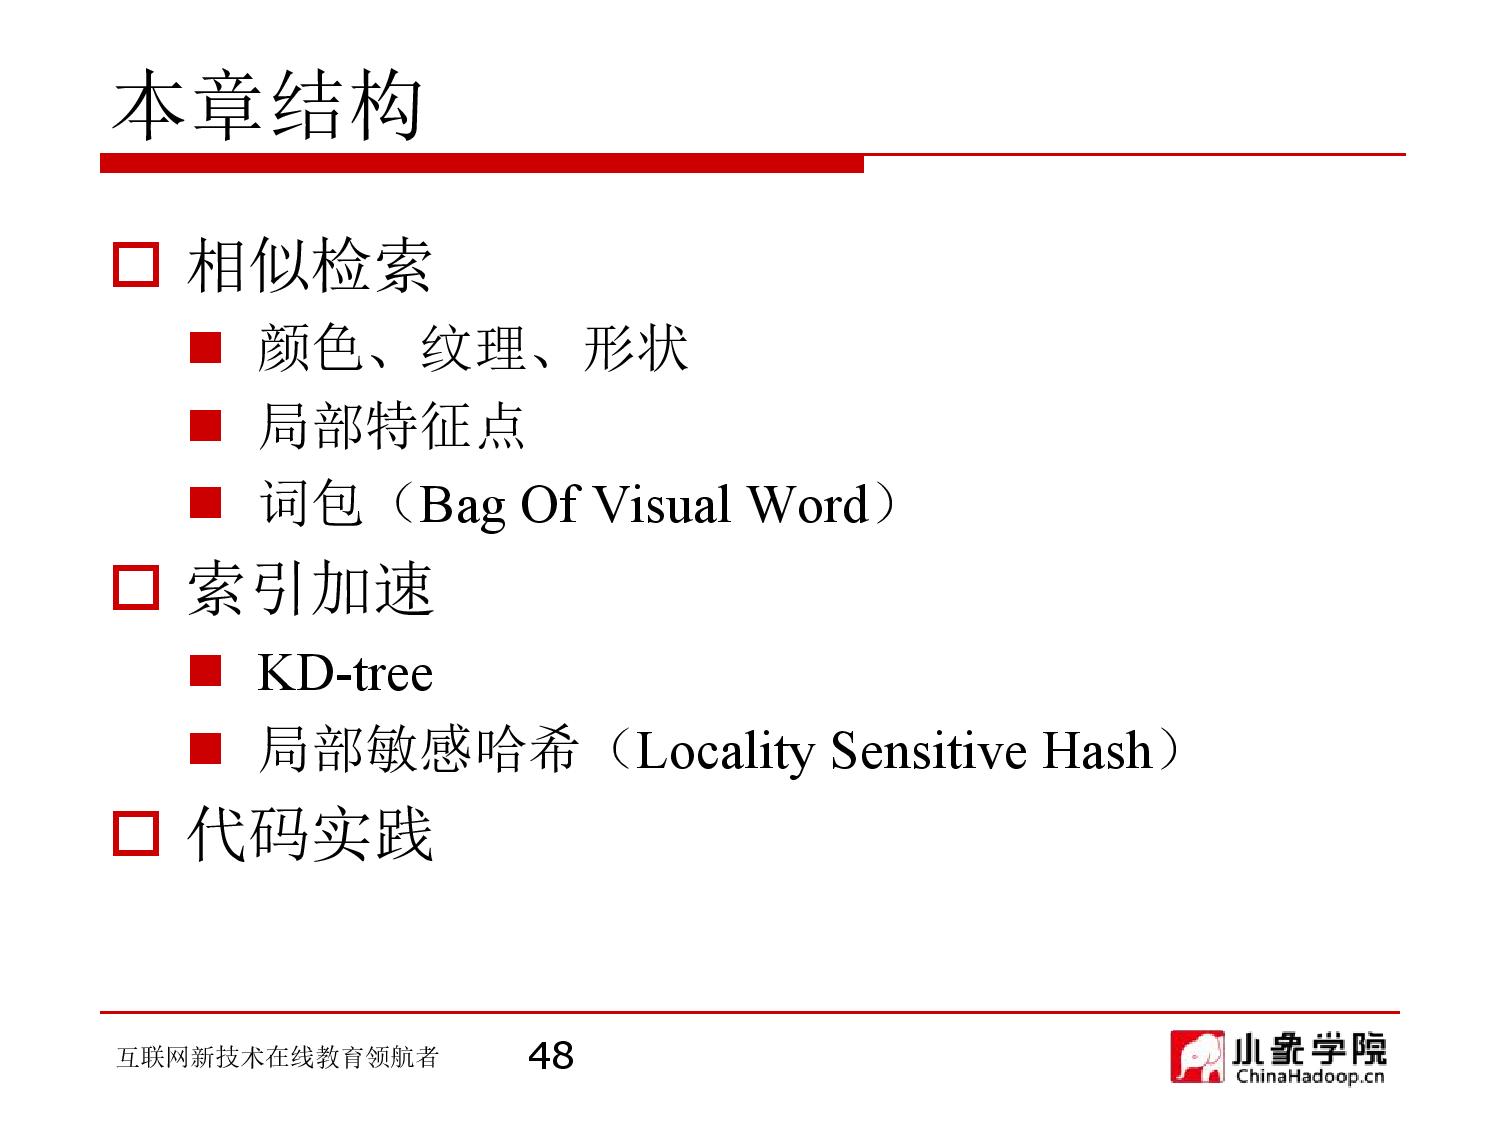 本章结构
相似检索
颜色、纹理、形状
局部特征点
词包（Bag Of Visual Word）
索引加速
KD-tree
局部敏感哈希（Locality Sensitive Hash）
代码实践
互联网新技术在线教育领航者
48
小象学院
ChinaHadoop.cn